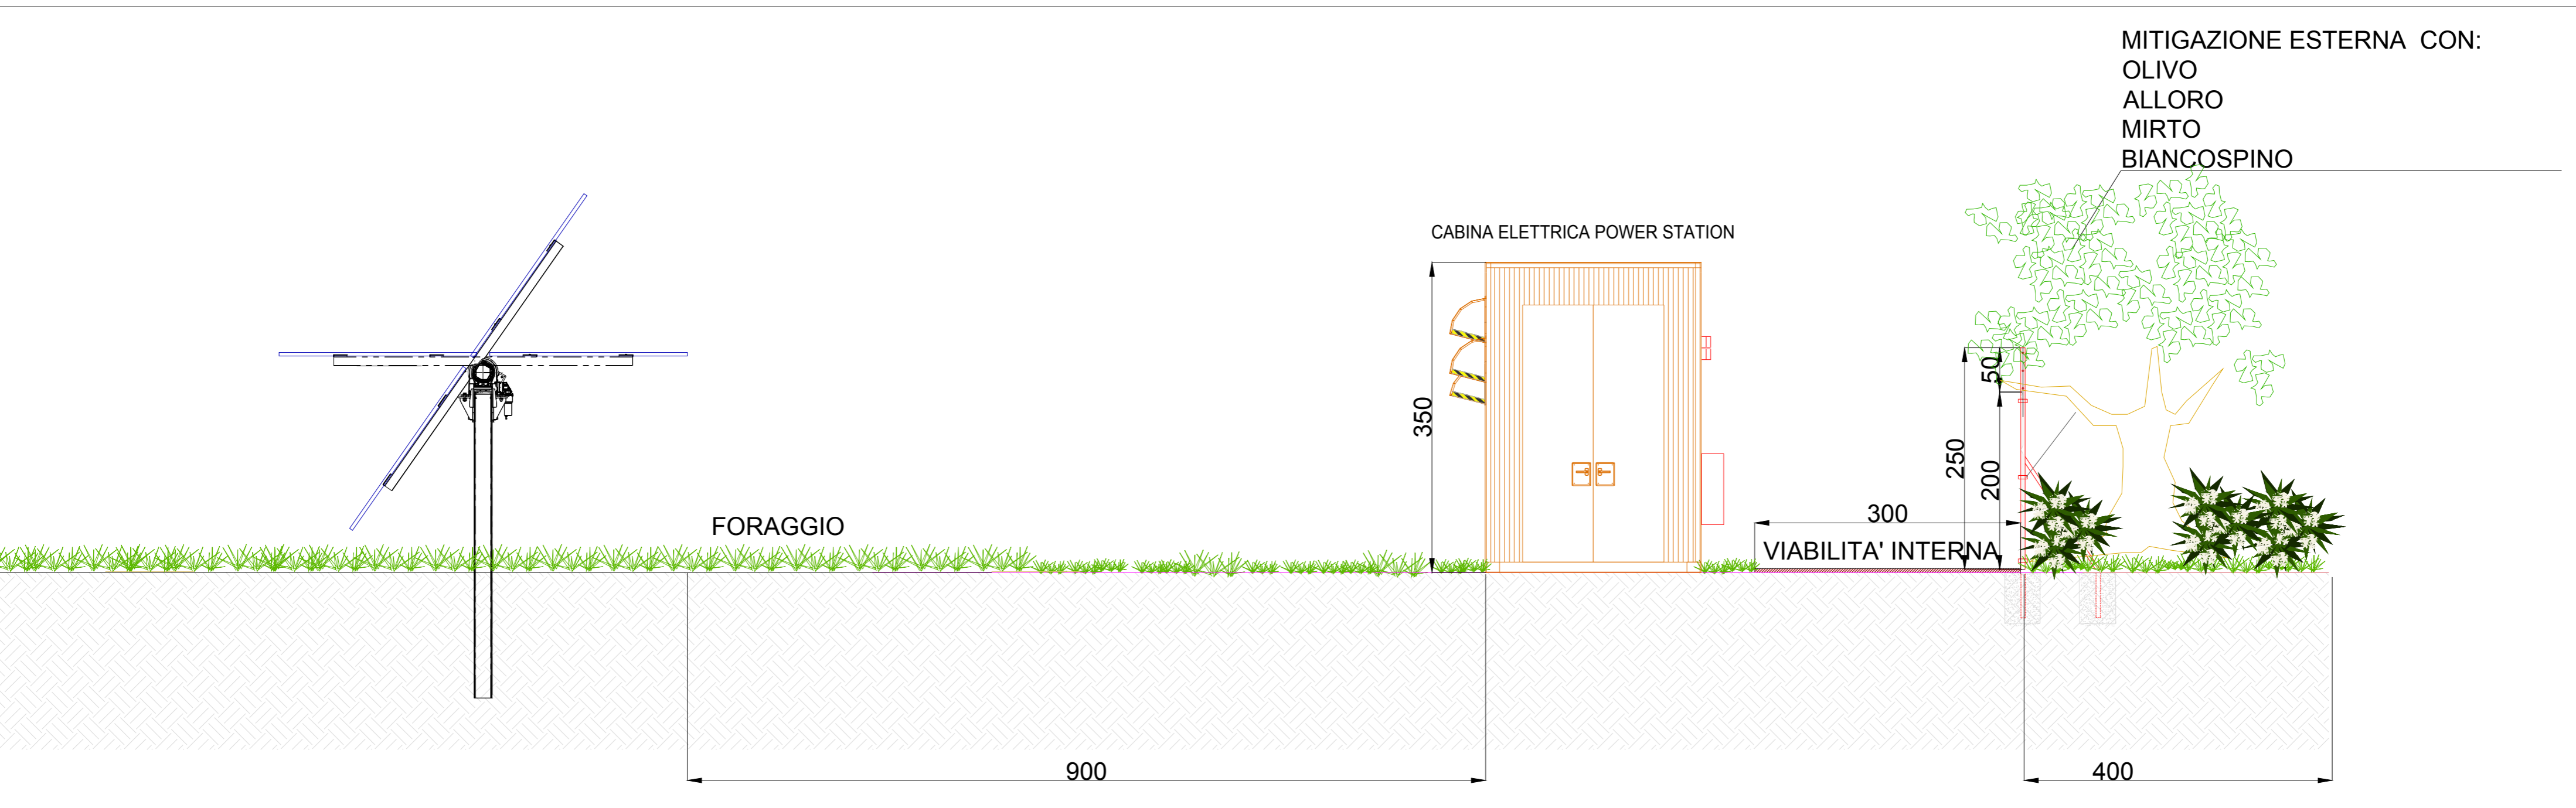 MITIGAZIONE ESTERNA CON:
OLIVO
ALLORO
MIRTO
BIANCOSPINO
CABINA ELETTRICA POWER STATION
350
50
250
200
300
FORAGGIO
VIABILITA' INTERNA
900
400